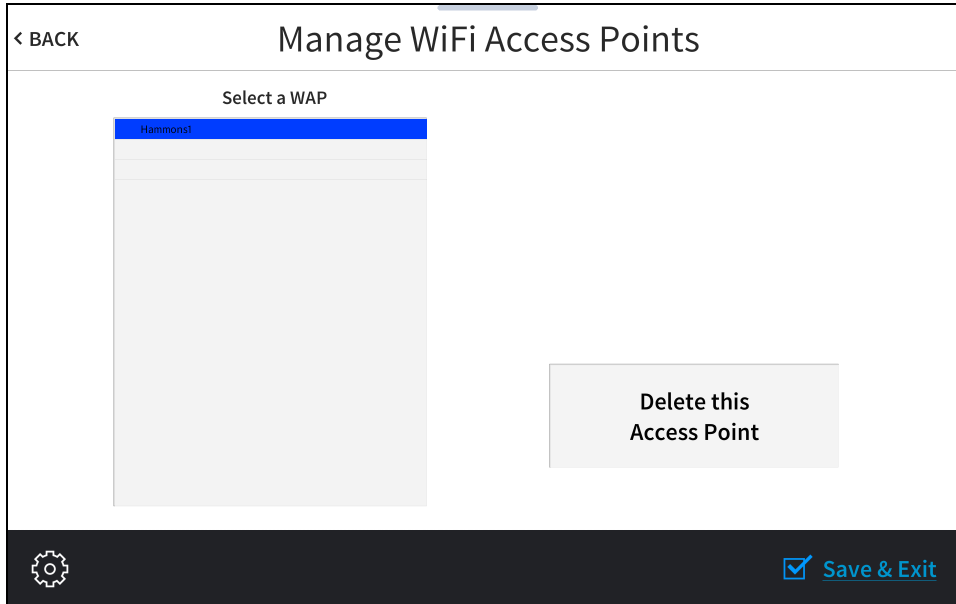 < BACK
Manage WiFi Access Points
Select a WAP
Hammons1
Delete this
Access Point
Save & Exit